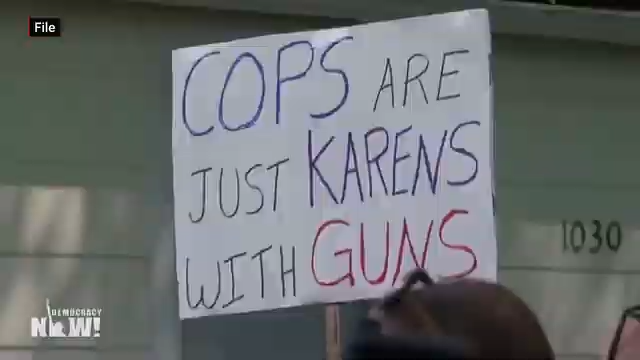 File
COPS ARE
JUST KARENS
WITH GUNS
1030
DEMOCRACY
NOW!